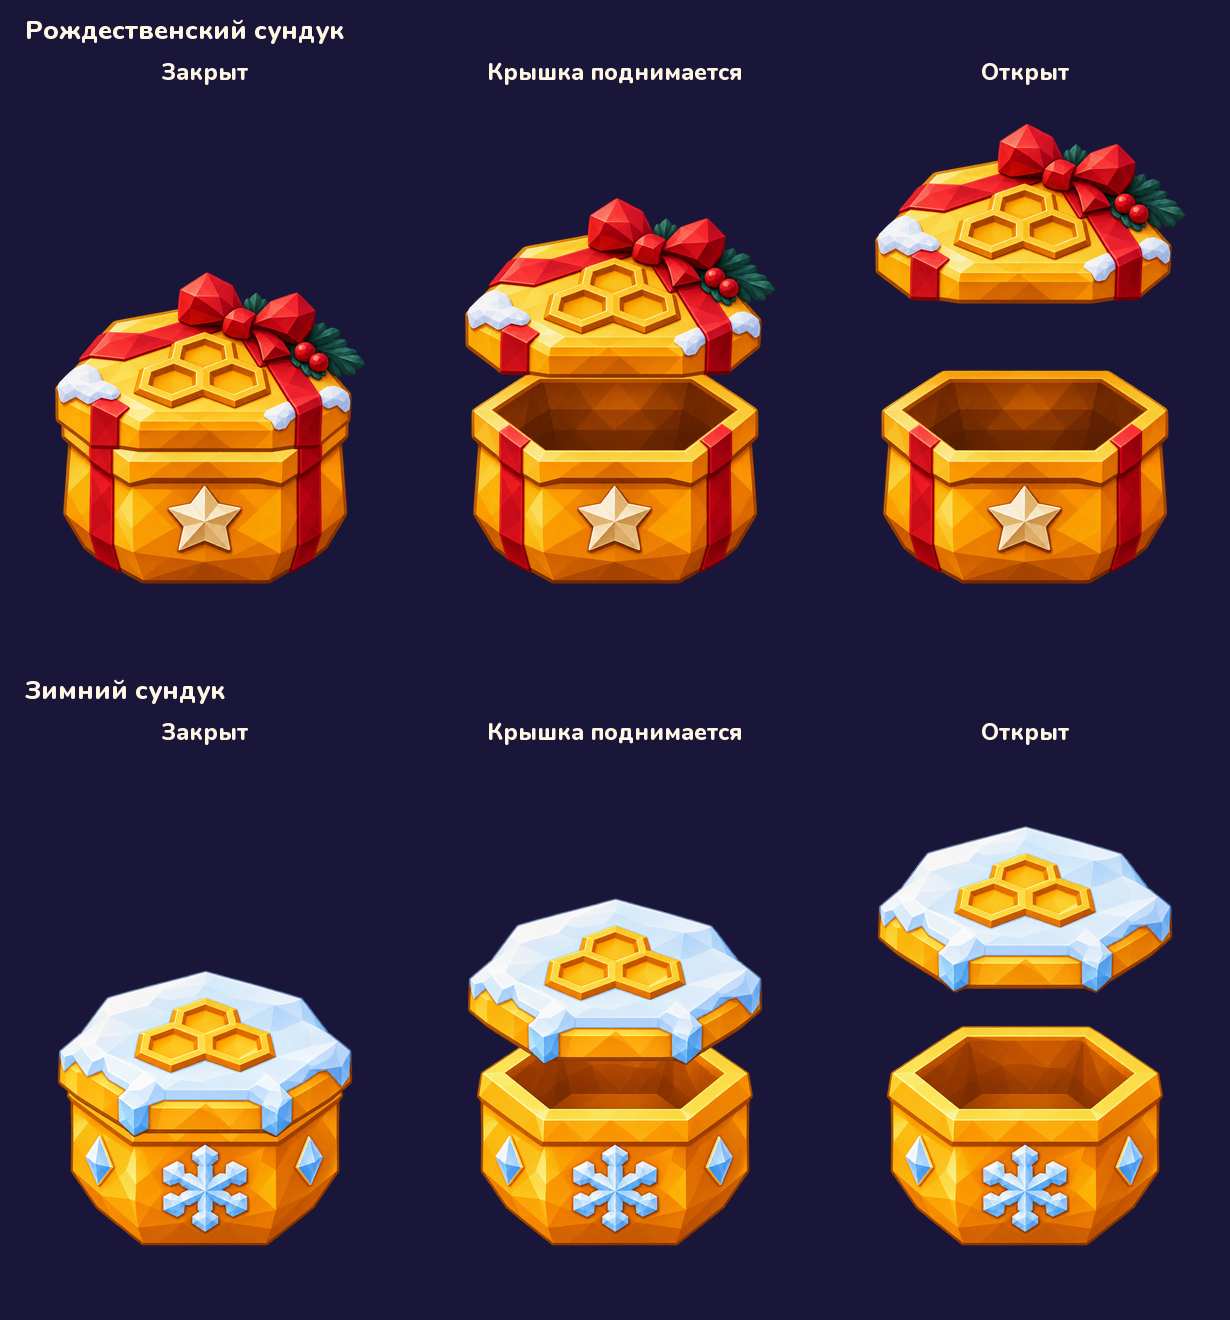 Рождественский сундук
Закрыт
Крышка поднимается
Открыт
Зимний сундук
Закрыт
Крышка поднимается
Открыт